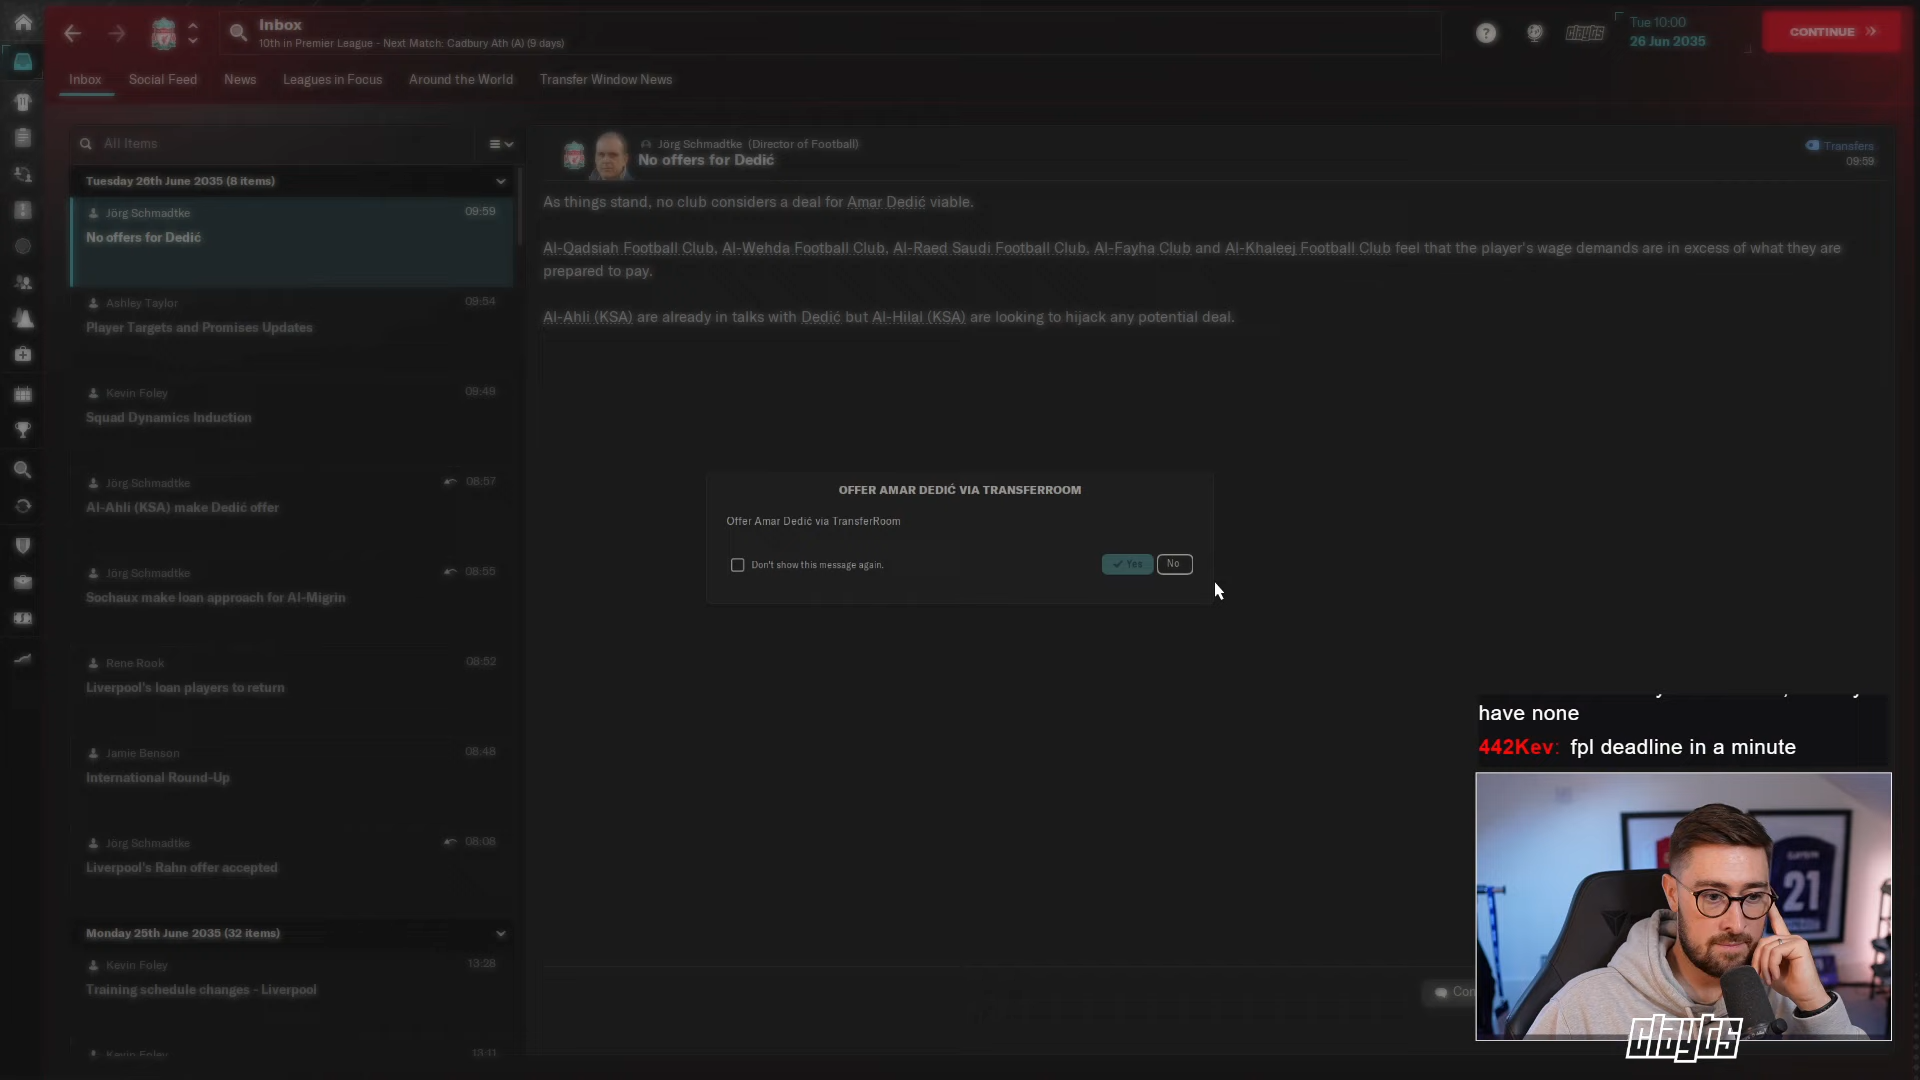 Inbox
10th in Premier League - Next Match: Cadbury Ath (A) (9 days)
?
clayts
Tue 10:00
26 Jun 2035
CONTINUE
Inbox
Social Feed
News
Leagues in Focus
Around the World
Transfer Window News
All Items
Tuesday 26th June 2035 (8 items)
Jörg Schmadtke
09:59
No offers for Dedić
Ashley Taylor
09:54
Player Targets and Promises Updates
Kevin Foley
09:49
Squad Dynamics Induction
Jörg Schmadtke
08:57
Al-Ahli (KSA) make Dedić offer
Jörg Schmadtke
08:55
Sochaux make loan approach for Al-Migrin
Rene Rook
08:52
Liverpool's loan players to return
Jamie Benson
08:48
International Round-Up
Jörg Schmadtke
08:08
Liverpool's Rahn offer accepted
Monday 25th June 2035 (32 items)
Kevin Foley
13:28
Training schedule changes - Liverpool
Kevin Foley
13:11
Jörg Schmadtke (Director of Football)
No offers for Dedić
Transfers
09:59
As things stand, no club considers a deal for Amar Dedić viable.
Al-Qadsiah Football Club, Al-Wehda Football Club, Al-Raed Saudi Football Club, Al-Fayha Club and Al-Khaleej Football Club feel that the player's wage demands are in excess of what they are
prepared to pay.
Al-Ahli (KSA) are already in talks with Dedić but Al-Hilal (KSA) are looking to hijack any potential deal.
OFFER AMAR DEDIĆ VIA TRANSFERROOM
Offer Amar Dedić via TransferRoom
Don't show this message again.
Yes
No
have none
442Kev: fpl deadline in a minute
Con
21
clayts